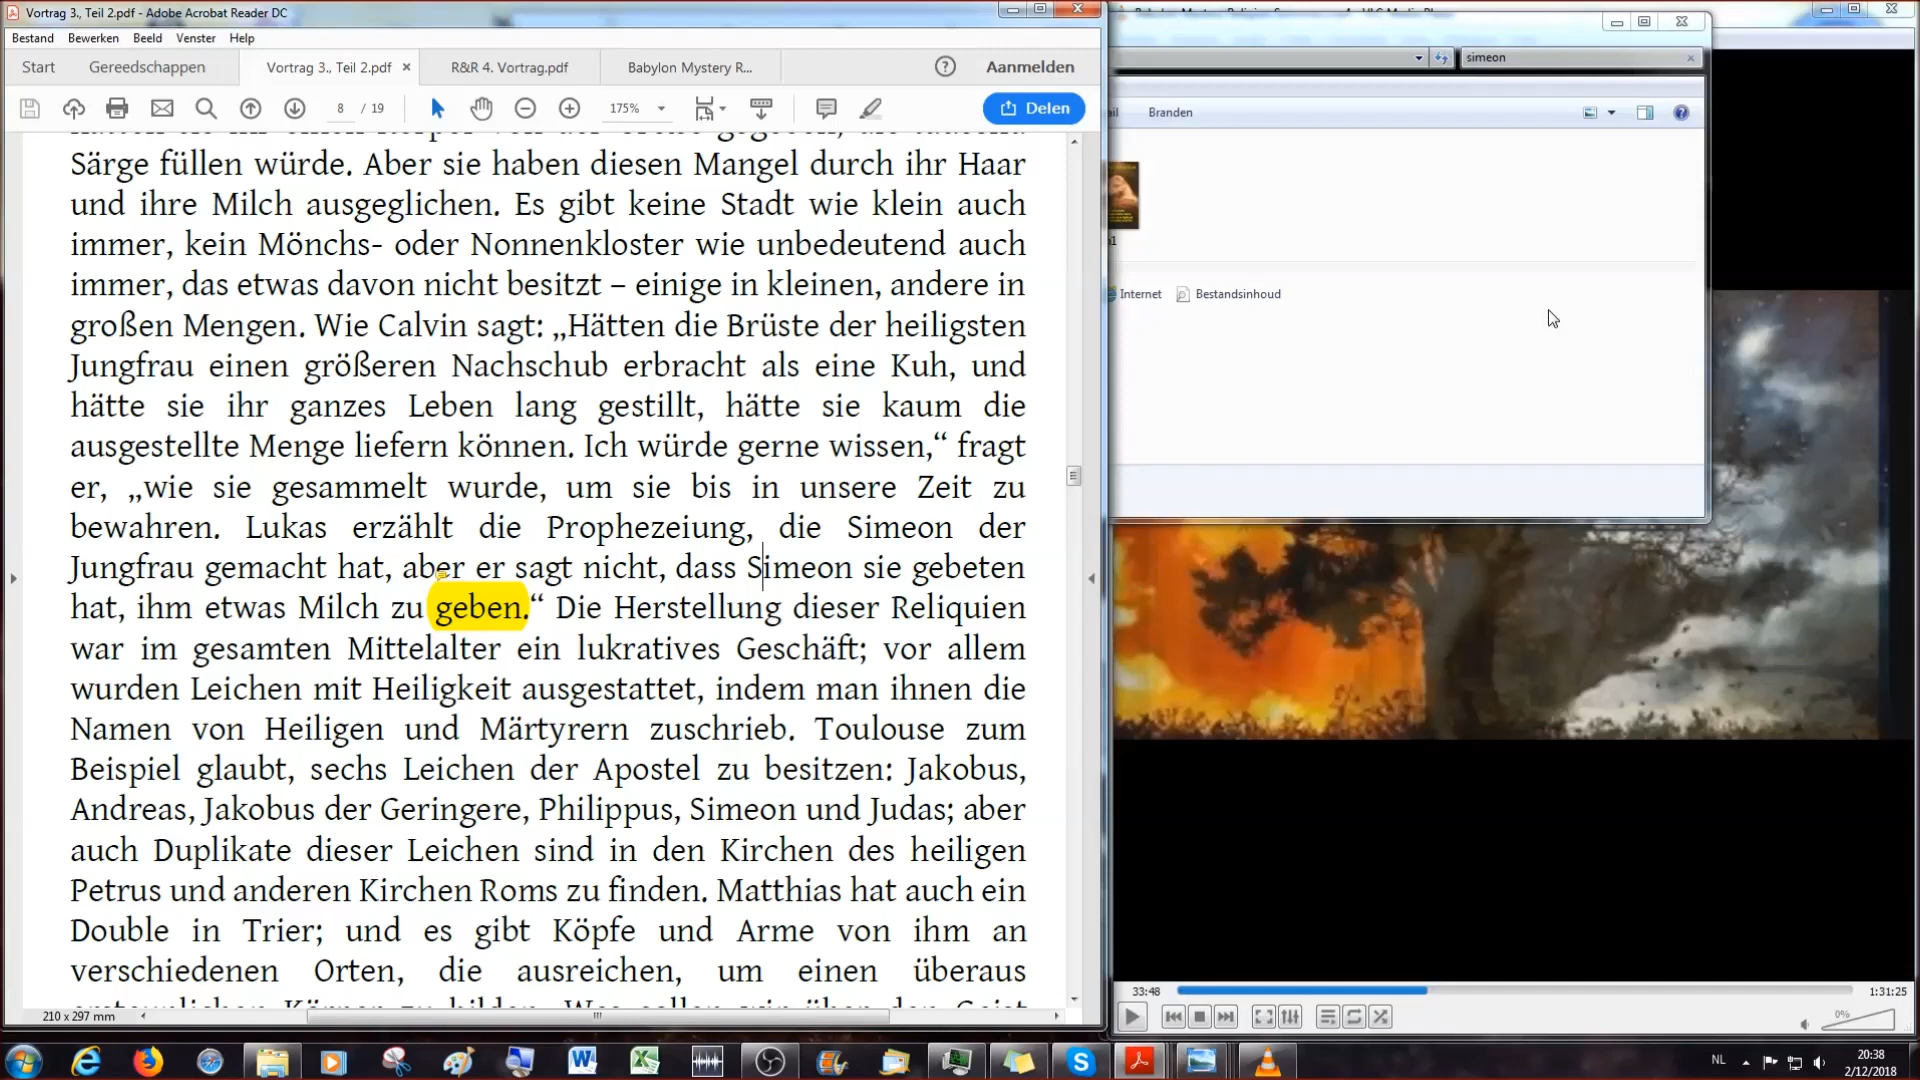 Vortrag 3., Teil 2.pdf - Adobe Acrobat Reader DC
Bestand Bewerken Beeld Venster Help
Start Gereedschappen Vortrag 3., Teil 2.pdf × R&R 4. Vortrag.pdf Babylon Mystery R... Aanmelden
8 / 19 175% Delen
Särge füllen würde. Aber sie haben diesen Mangel durch ihr Haar
und ihre Milch ausgeglichen. Es gibt keine Stadt wie klein auch
immer, kein Mönchs- oder Nonnenkloster wie unbedeutend auch
immer, das etwas davon nicht besitzt – einige in kleinen, andere in
großen Mengen. Wie Calvin sagt: „Hätten die Brüste der heiligsten
Jungfrau einen größeren Nachschub erbracht als eine Kuh, und
hätte sie ihr ganzes Leben lang gestillt, hätte sie kaum die
ausgestellte Menge liefern können. Ich würde gerne wissen,“ fragt
er, „wie sie gesammelt wurde, um sie bis in unsere Zeit zu
bewahren. Lukas erzählt die Prophezeiung, die Simeon der
Jungfrau gemacht hat, aber er sagt nicht, dass Simeon sie gebeten
hat, ihm etwas Milch zu geben.“ Die Herstellung dieser Reliquien
war im gesamten Mittelalter ein lukratives Geschäft; vor allem
wurden Leichen mit Heiligkeit ausgestattet, indem man ihnen die
Namen von Heiligen und Märtyrern zuschrieb. Toulouse zum
Beispiel glaubt, sechs Leichen der Apostel zu besitzen: Jakobus,
Andreas, Jakobus der Geringere, Philippus, Simeon und Judas; aber
auch Duplikate dieser Leichen sind in den Kirchen des heiligen
Petrus und anderen Kirchen Roms zu finden. Matthias hat auch ein
Double in Trier; und es gibt Köpfe und Arme von ihm an
verschiedenen Orten, die ausreichen, um einen überaus
210 x 297 mm
simeon
Branden
Internet Bestandsinhoud
33:48 1:31:25
0%
NL
20:38
2/12/2018